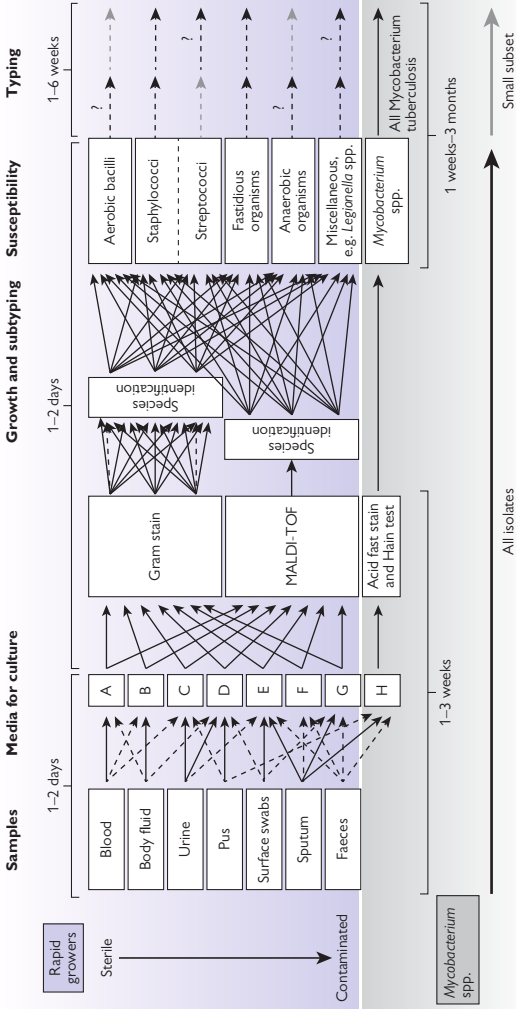 Samples
Media for culture
Growth and subtyping
Susceptibility
Typing
1–2 days
1–2 days
1–6 weeks
Rapid
growers
Sterile
Contaminated
Blood
Body fluid
Urine
Pus
Surface swabs
Sputum
Faeces
A
B
C
D
E
F
G
H
Gram stain
MALDI-TOF
Acid fast stain
and Hain test
Species
identification
Species
identification
Aerobic bacilli
Staphylococci
Streptococci
Fastidious
organisms
Anaerobic
organisms
Miscellaneous,
e.g. Legionella spp.
Mycobacterium
spp.
?
?
?
?
All Mycobacterium
tuberculosis
1–3 weeks
1 weeks–3 months
Mycobacterium
spp.
All isolates
Small subset